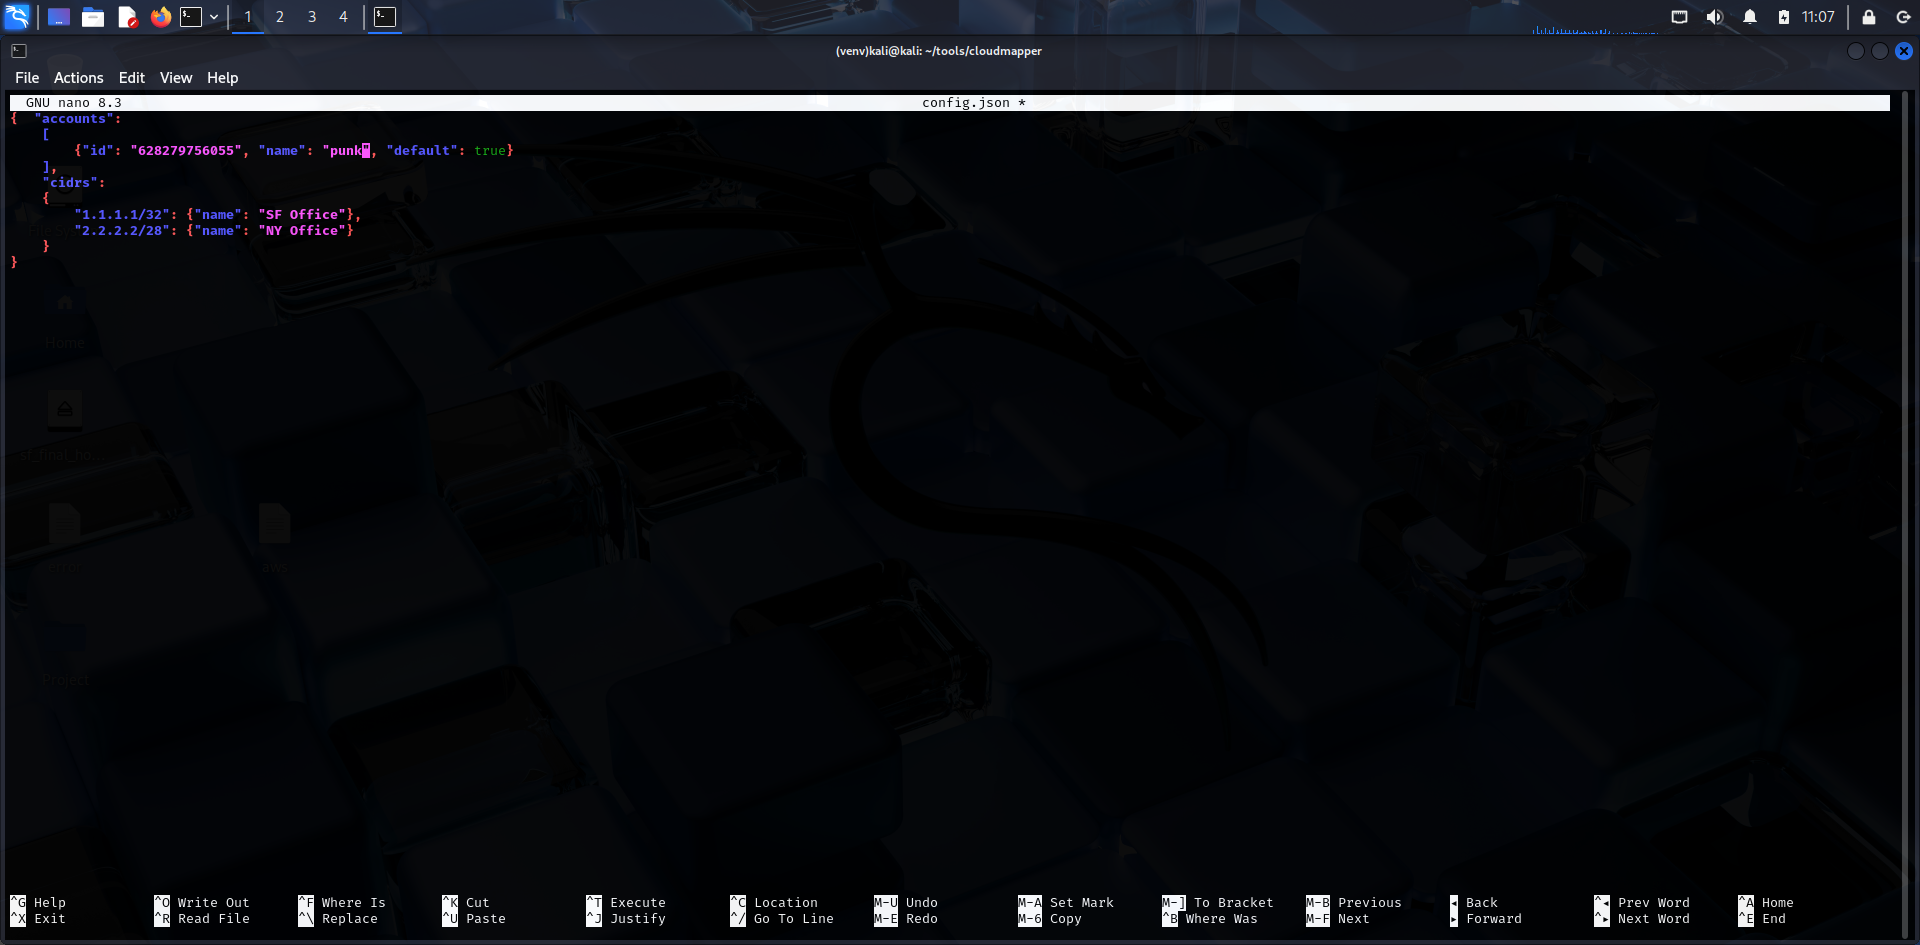 1 2 3 4 11:07
(venv)kali@kali: ~/tools/cloudmapper
File Actions Edit View Help
GNU nano 8.3 config.json *
{  "accounts":
    [
        {"id": "628279756055", "name": "punk", "default": true}
    ],
    "cidrs":
    {
        "1.1.1.1/32": {"name": "SF Office"},
        "2.2.2.2/28": {"name": "NY Office"}
    }
}
Home
sf_final_ho...
aws
Project
^G Help ^O Write Out ^F Where Is ^K Cut ^T Execute ^C Location M-U Undo M-A Set Mark M-] To Bracket M-B Previous ◂ Back ^◂ Prev Word ^A Home
^X Exit ^R Read File ^\ Replace ^U Paste ^J Justify ^/ Go To Line M-E Redo M-6 Copy ^B Where Was M-F Next ▸ Forward ^▸ Next Word ^E End